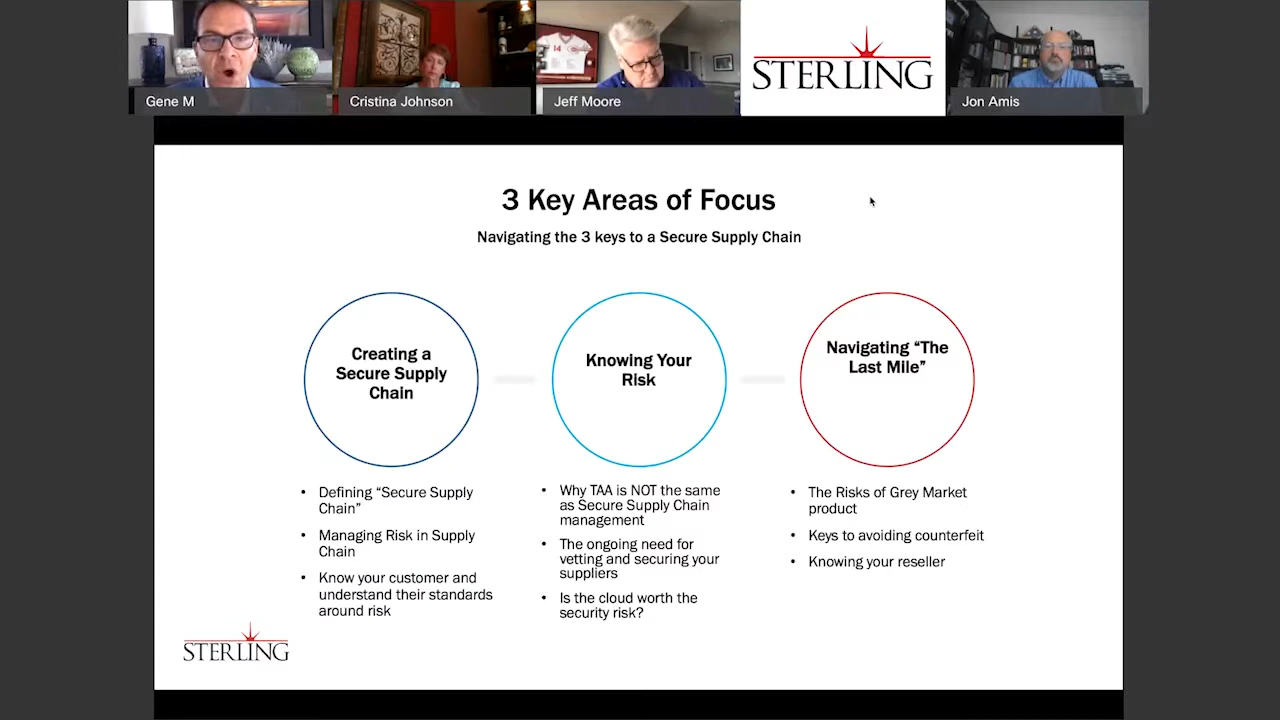 Gene M
Cristina Johnson
Jeff Moore
14
STERLING
Jon Amis
3 Key Areas of Focus
Navigating the 3 keys to a Secure Supply Chain
Creating a
Secure Supply
Chain
Knowing Your
Risk
Navigating “The
Last Mile”
• Defining “Secure Supply
Chain”
• Managing Risk in Supply
Chain
• Know your customer and
understand their standards
around risk
• Why TAA is NOT the same
as Secure Supply Chain
management
• The ongoing need for
vetting and securing your
suppliers
• Is the cloud worth the
security risk?
• The Risks of Grey Market
product
• Keys to avoiding counterfeit
• Knowing your reseller
STERLING